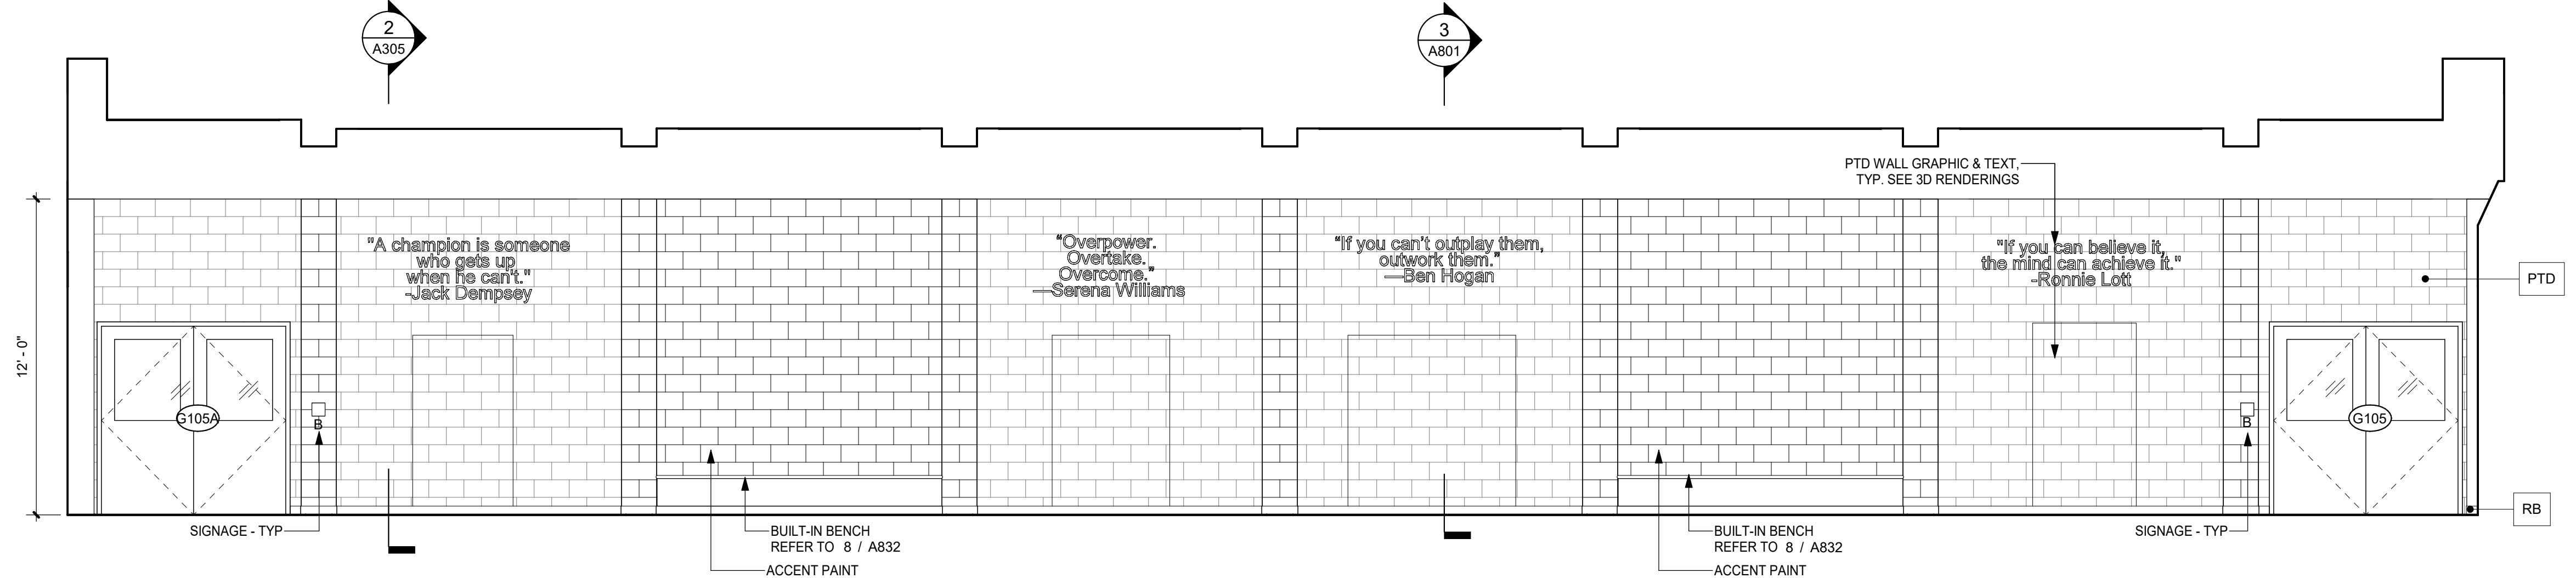 2
A305
3
A801
PTD WALL GRAPHIC & TEXT,
TYP. SEE 3D RENDERINGS
12' - 0"
"A champion is someone
who gets up
when he can't."
-Jack Dempsey
“Overpower.
Overtake.
Overcome.”
—Serena Williams
“If you can’t outplay them,
outwork them.”
—Ben Hogan
"If you can believe it,
the mind can achieve it."
-Ronnie Lott
PTD
G105A
B
B
G105
RB
SIGNAGE - TYP
BUILT-IN BENCH
REFER TO 8 / A832
ACCENT PAINT
BUILT-IN BENCH
REFER TO 8 / A832
ACCENT PAINT
SIGNAGE - TYP